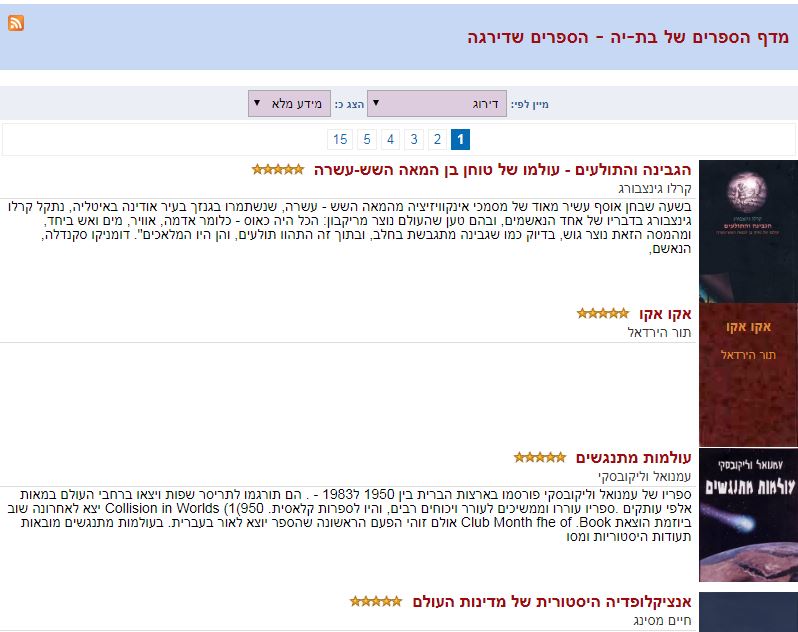 מדף הספרים של בת-יה - הספרים שדירגה
מיין לפי: דירוג הצג כ: מידע מלא
1 2 3 4 5 15
הגבינה והתולעים - עולמו של טוחן בן המאה השש-עשרה
קרלו גינצבורג
בשעה שבחן אוסף עשיר מאוד של מסמכי אינקוויזיציה מהמאה השש - עשרה, שנשתמרו בגנזך בעיר אודינה באיטליה, נתקל קרלו
גינצבורג בדבריו של אחד הנאשמים, ובהם טען שהעולם נוצר מריקבון: הכל היה כאוס - כלומר אדמה, אוויר, מים ואש ביחד,
ומהמסה הזאת נוצר גוש, בדיוק כמו שגבינה מתגבשת בחלב, ובתוך זה התהוו תולעים, והן היו המלאכים". דומניקו סקנדלה,
הנאשם,
קרלו גינצבורג
הגבינה והתולעים
אקו אקו
תור הירדאל
אקו אקו
תור הירדאל
עולמות מתנגשים
עמנואל וליקובסקי
ספריו של עמנואל וליקובסקי פורסמו בארצות הברית בין 1950 ל1983 - . הם תורגמו לתריסר שפות ויצאו ברחבי העולם במאות
אלפי עותקים .ספריו עוררו וממשיכים לעורר ויכוחים רבים, והיו לספרות קלאסית. Collision in Worlds (1(950 יצא לאחרונה שוב
ביוזמת הוצאת Club Month fhe of .Book אולם זוהי הפעם הראשונה שהספר יוצא לאור בעברית. בעולמות מתנגשים מובאות
תעודות היסטוריות ומסו
עמנואל וליקובסקי
עולמות מתנגשים
אנציקלופדיה היסטורית של מדינות העולם
חיים מסינג